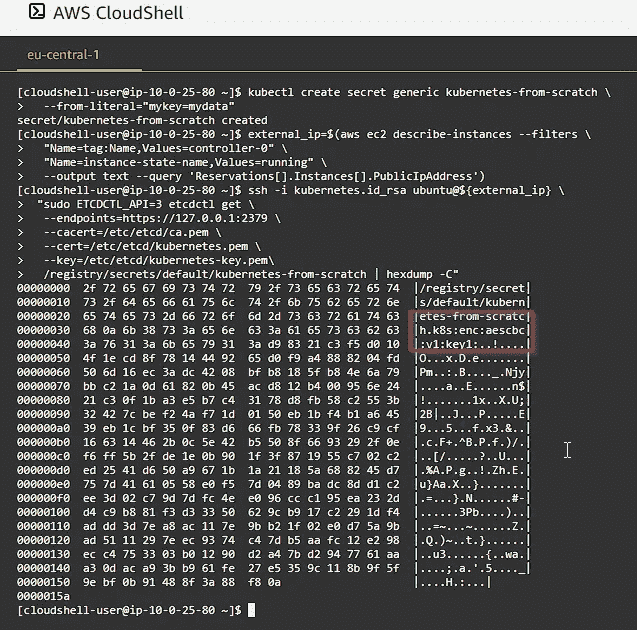 AWS CloudShell
eu-central-1
[cloudshell-user@ip-10-0-25-80 ~]$ kubectl create secret generic kubernetes-from-scratch \
>   --from-literal="mykey=mydata"
secret/kubernetes-from-scratch created
[cloudshell-user@ip-10-0-25-80 ~]$ external_ip=$(aws ec2 describe-instances --filters \
>   "Name=tag:Name,Values=controller-0" \
>   "Name=instance-state-name,Values=running" \
>   --output text --query 'Reservations[].Instances[].PublicIpAddress')
[cloudshell-user@ip-10-0-25-80 ~]$ ssh -i kubernetes.id_rsa ubuntu@${external_ip} \
>  "sudo ETCDCTL_API=3 etcdctl get \
>   --endpoints=https://127.0.0.1:2379 \
>   --cacert=/etc/etcd/ca.pem \
>   --cert=/etc/etcd/kubernetes.pem \
>   --key=/etc/etcd/kubernetes-key.pem\
>   /registry/secrets/default/kubernetes-from-scratch | hexdump -C"
00000000  2f 72 65 67 69 73 74 72  79 2f 73 65 63 72 65 74  |/registry/secret|
00000010  73 2f 64 65 66 61 75 6c  74 2f 6b 75 62 65 72 6e  |s/default/kubern|
00000020  65 74 65 73 2d 66 72 6f  6d 2d 73 63 72 61 74 63  |etes-from-scratc|
00000030  68 0a 6b 38 73 3a 65 6e  63 3a 61 65 73 63 62 63  |h.k8s:enc:aescbc|
00000040  3a 76 31 3a 6b 65 79 31  3a d9 83 21 c3 f5 d0 10  |:v1:key1:..!....|
00000050  4f 1e cd 8f 78 14 44 92  65 d0 f9 a4 88 82 04 fd  |O...x.D.e.......|
00000060  50 6d 16 ec 3a dc 42 08  bf bf b8 18 5f b8 4e 6a 79  |Pm..:.B....._.Njy|
00000070  bb c2 1a 0d 61 82 0b 45  ac d8 12 b4 00 95 6e 24  |....a..E......n$|
00000080  21 c3 0f 1b a3 e5 b7 c4  31 78 d8 fb 58 c2 55 3b  |!.......1x..X.U;|
00000090  32 42 7c be f2 4a f7 1d  01 50 eb 1b f4 b1 a6 45  |2B|..J...P.....E|
000000a0  39 eb 1c bf 35 0f 83 d6  66 fb 78 33 9f 26 c9 cf  |9...5...f.x3.&..|
000000b0  16 63 14 46 2b 0c 5e 42  b5 50 8f 66 93 29 2f 0e  |.c.F+.^B.P.f.)/.|
000000c0  f6 ff 5b 2f de 1e 0b 90  1f 3f 87 19 55 c7 02 c2  |..[/.....?..U...|
000000d0  ed 25 41 d6 50 a9 67 1b  1a 21 18 5a 68 82 45 d7  |.%A.P.g..!.Zh.E.|
000000e0  75 7d 41 61 05 58 e0 f5  7d 04 89 ba dc 8d d1 c2  |u}Aa.X..}.......|
000000f0  ee 3d 02 c7 9d 7d fc 4e  e0 96 cc c1 95 ea 23 2d  |.=...}.N......#-|
00000100  d4 c9 b8 81 f3 d3 33 50  62 9c b9 17 c2 29 1d f4  |......3Pb....)..|
00000110  ad dd 3d 7e a8 ac 11 7e  9b b2 1f 02 e0 d7 5a 9b  |..=~...~......Z.|
00000120  ad 51 11 29 7e ec 93 74  c4 7d b5 aa fc 12 e2 98  |.Q.)~..t.}......|
00000130  ec c4 75 33 03 b0 12 90  d2 a4 7b d2 94 77 61 aa  |..u3......{..wa.|
00000140  a3 0d ac a9 3b b9 61 fe  27 e5 35 9c 11 8b 9f 5f  |....;.a.'.5...._|
00000150  9e bf 0b 91 48 8f 3a 88  f8 0a  |....H.:...|
0000015a
[cloudshell-user@ip-10-0-25-80 ~]$